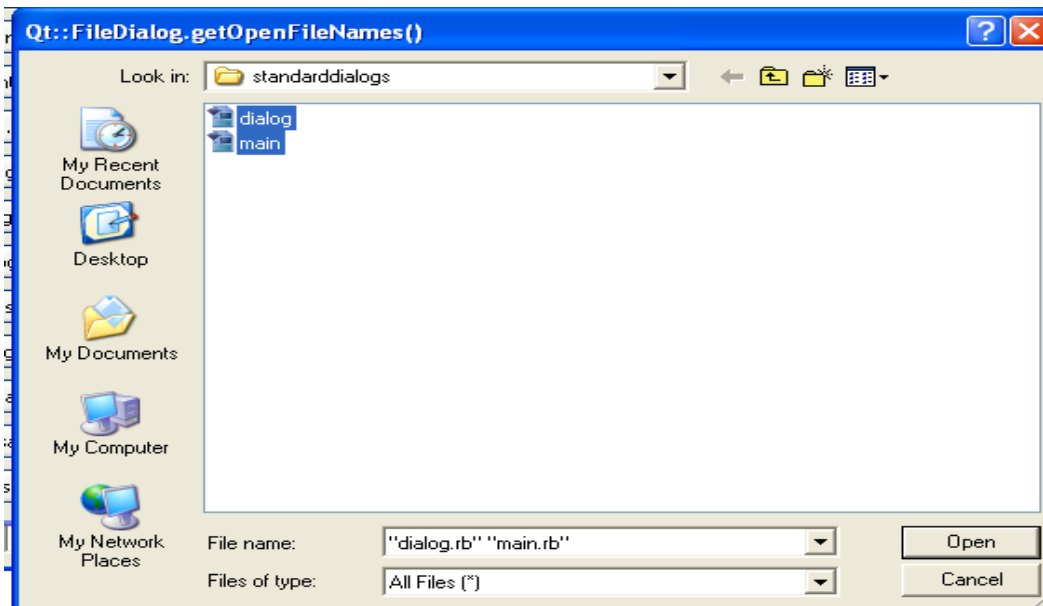 Qt::FileDialog.getOpenFileNames()
Look in: standarddialogs
dialog
main
My Recent
Documents
Desktop
My Documents
My Computer
My Network
Places
File name: "dialog.rb" "main.rb" Open
Files of type: All Files (*) Cancel